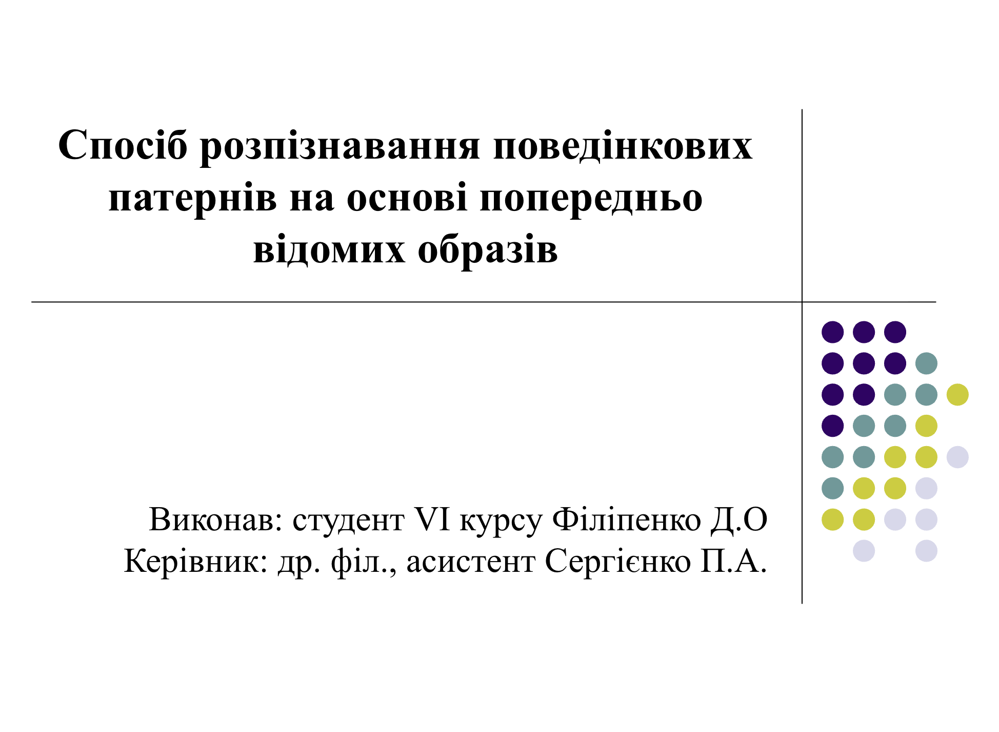 Спосіб розпізнавання поведінкових
патернів на основі попередньо
відомих образів
Виконав: студент VI курсу Філіпенко Д.О
Керівник: др. філ., асистент Сергієнко П.А.